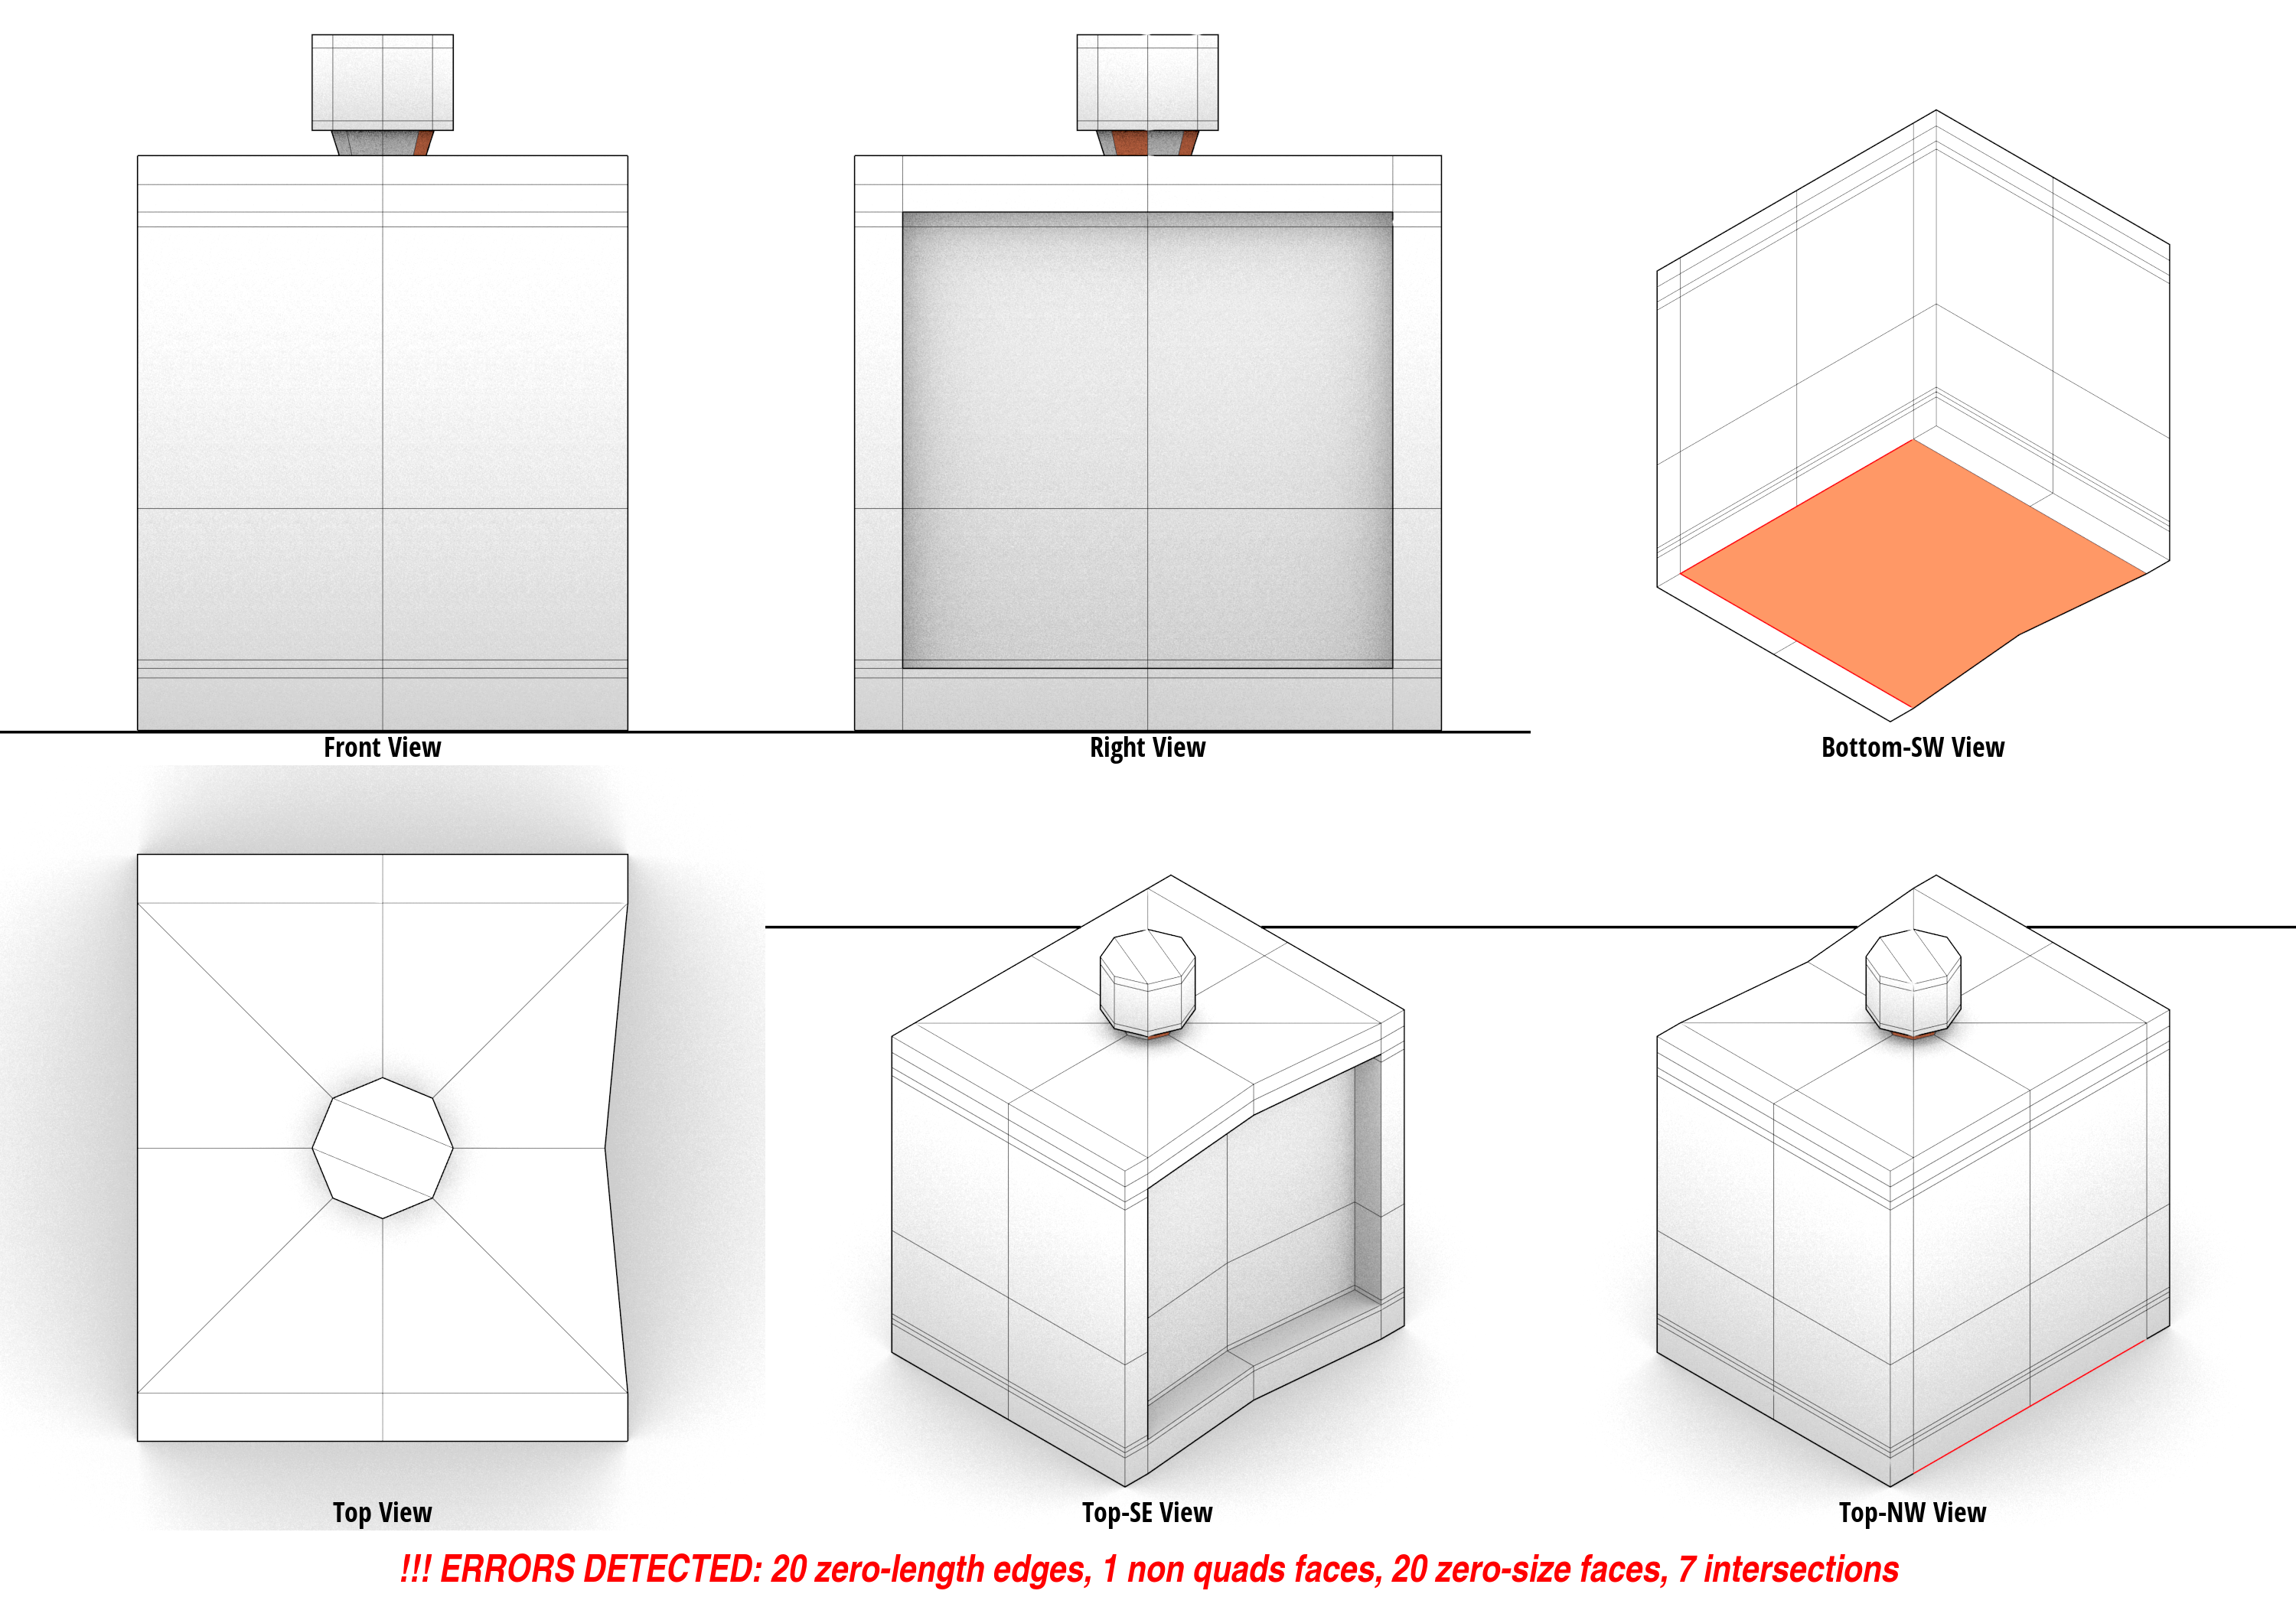 Front View
Right View
Bottom-SW View
Top View
Top-SE View
Top-NW View
!!! ERRORS DETECTED: 20 zero-length edges, 1 non quads faces, 20 zero-size faces, 7 intersections